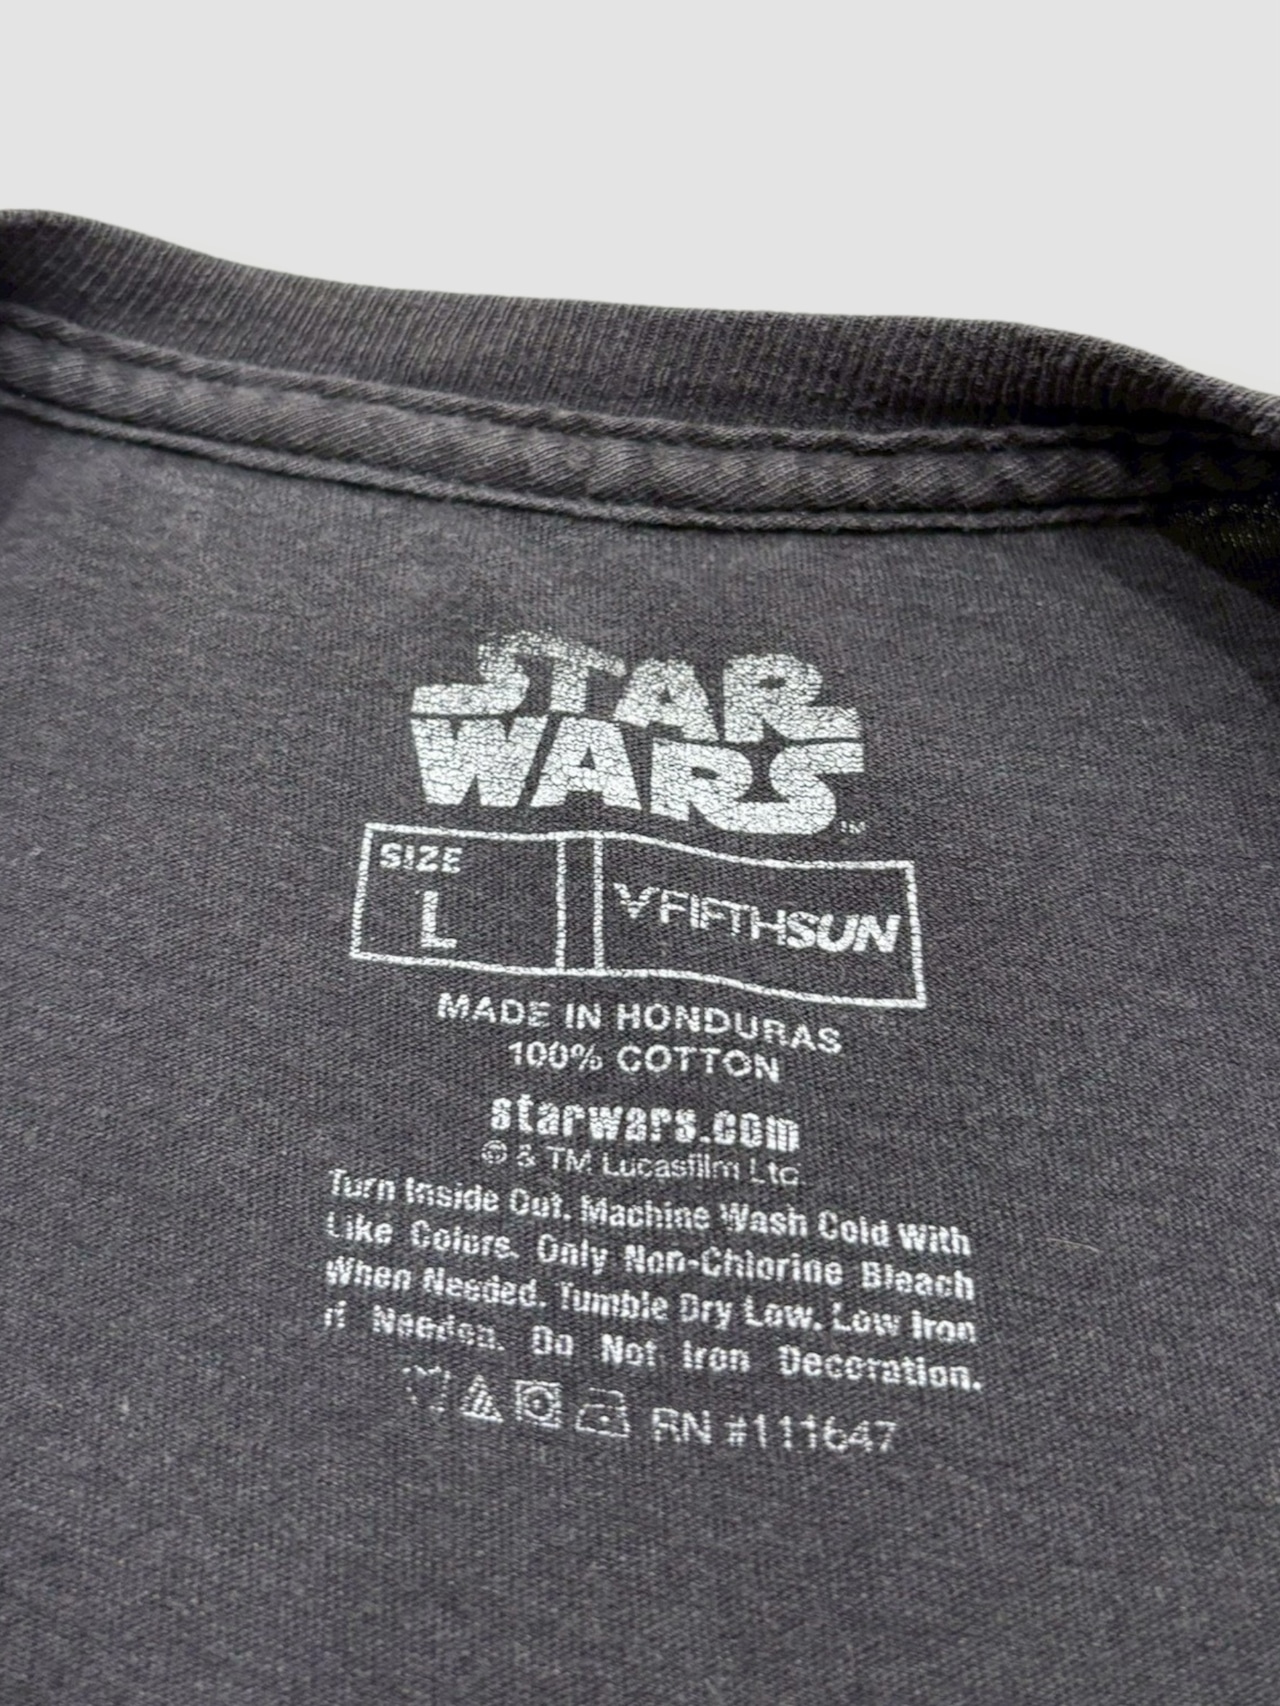 STAR
WARS
™
SIZE
L
FIFTHSUN
MADE IN HONDURAS
100% COTTON
starwars.com
© & TM Lucasfilm Ltd.
Turn Inside Out. Machine Wash Cold With
Like Colors. Only Non-Chlorine Bleach
When Needed. Tumble Dry Low. Low Iron
if Needed. Do Not Iron Decoration.
RN #111647